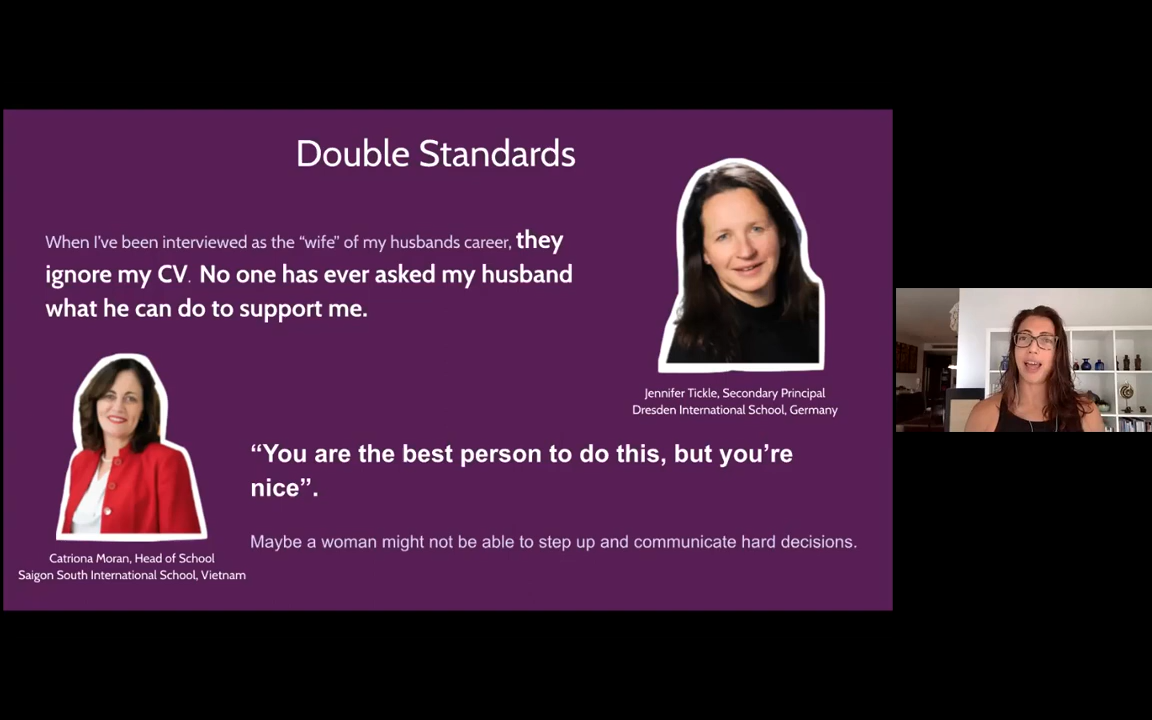 Double Standards
When I've been interviewed as the “wife” of my husbands career, they
ignore my CV. No one has ever asked my husband
what he can do to support me.
Jennifer Tickle, Secondary Principal
Dresden International School, Germany
“You are the best person to do this, but you’re
nice”.
Maybe a woman might not be able to step up and communicate hard decisions.
Catriona Moran, Head of School
Saigon South International School, Vietnam